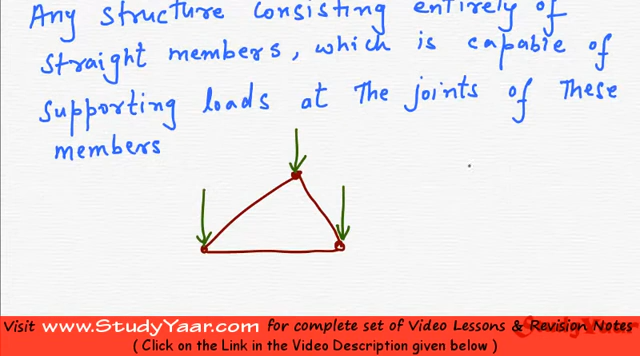 Any structure consisting entirely of
straight members, which is capable of
supporting loads at the joints of these
members
StudyYaar
Visit www.StudyYaar.com for complete set of Video Lessons & Revision Notes
( Click on the Link in the Video Description given below )